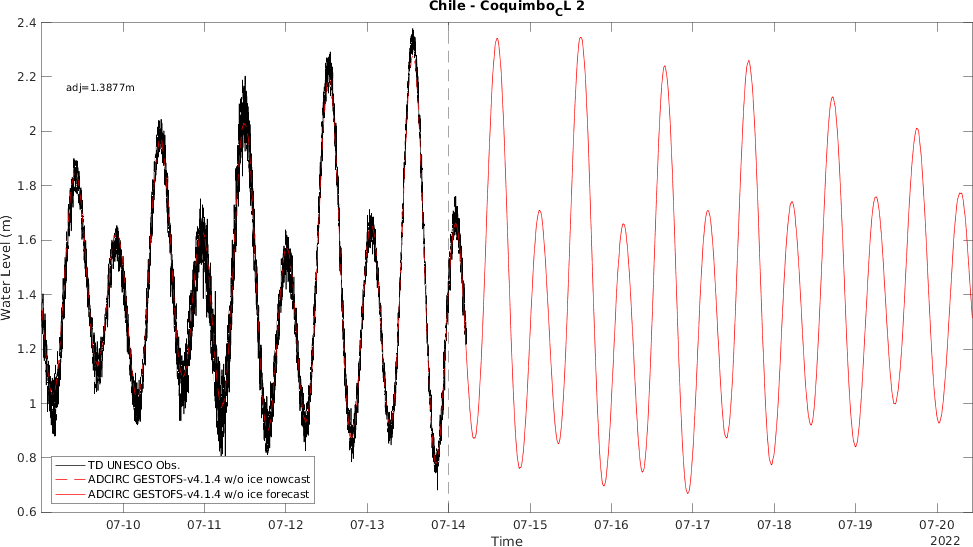 Chile - CoquimboCL 2
2.4
2.2
2
1.8
1.6
1.4
1.2
1
0.8
0.6
Water Level (m)
adj=1.3877m
TD UNESCO Obs.
ADCIRC GESTOFS-v4.1.4 w/o ice nowcast
ADCIRC GESTOFS-v4.1.4 w/o ice forecast
07-10 07-11 07-12 07-13 07-14 07-15 07-16 07-17 07-18 07-19 07-20
Time
2022